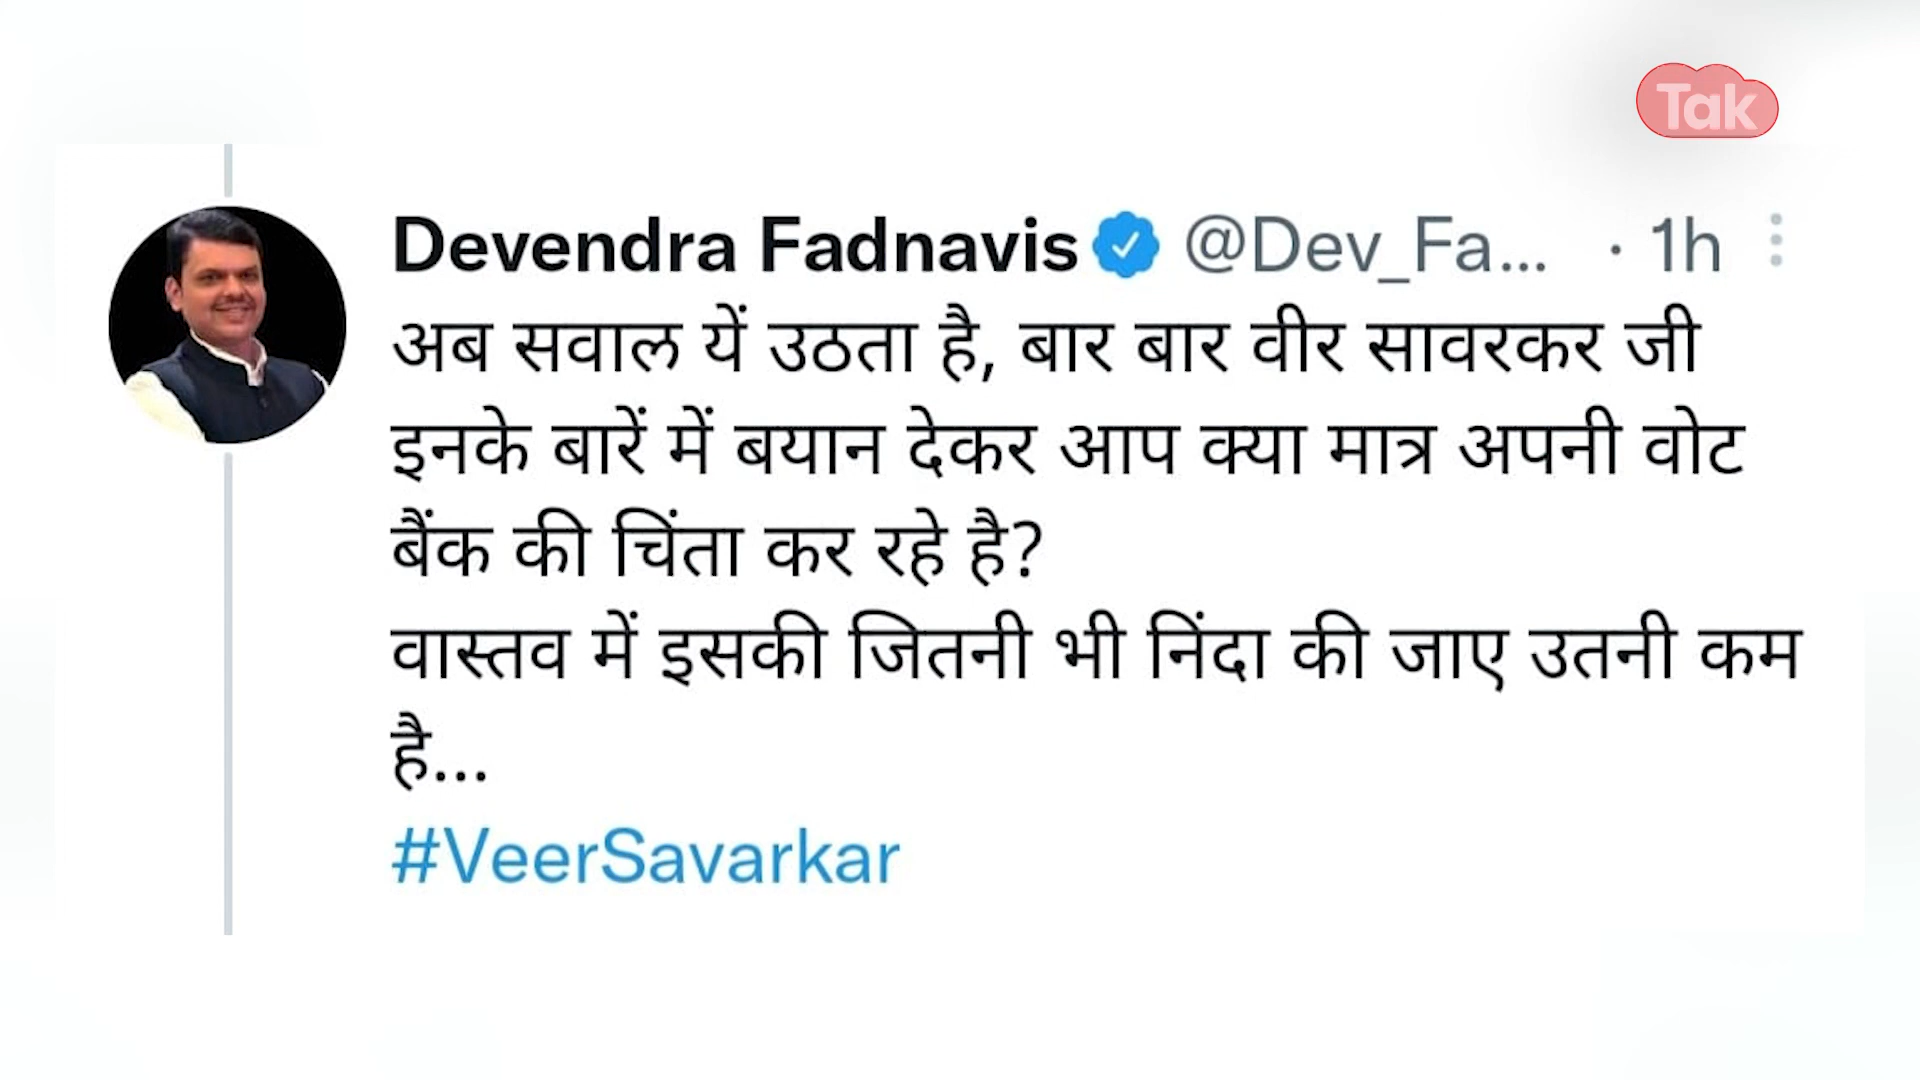 Tak
Devendra Fadnavis @Dev_Fa... · 1h
अब सवाल यें उठता है, बार बार वीर सावरकर जी
इनके बारें में बयान देकर आप क्या मात्र अपनी वोट
बैंक की चिंता कर रहे है?
वास्तव में इसकी जितनी भी निंदा की जाए उतनी कम
है...
#VeerSavarkar